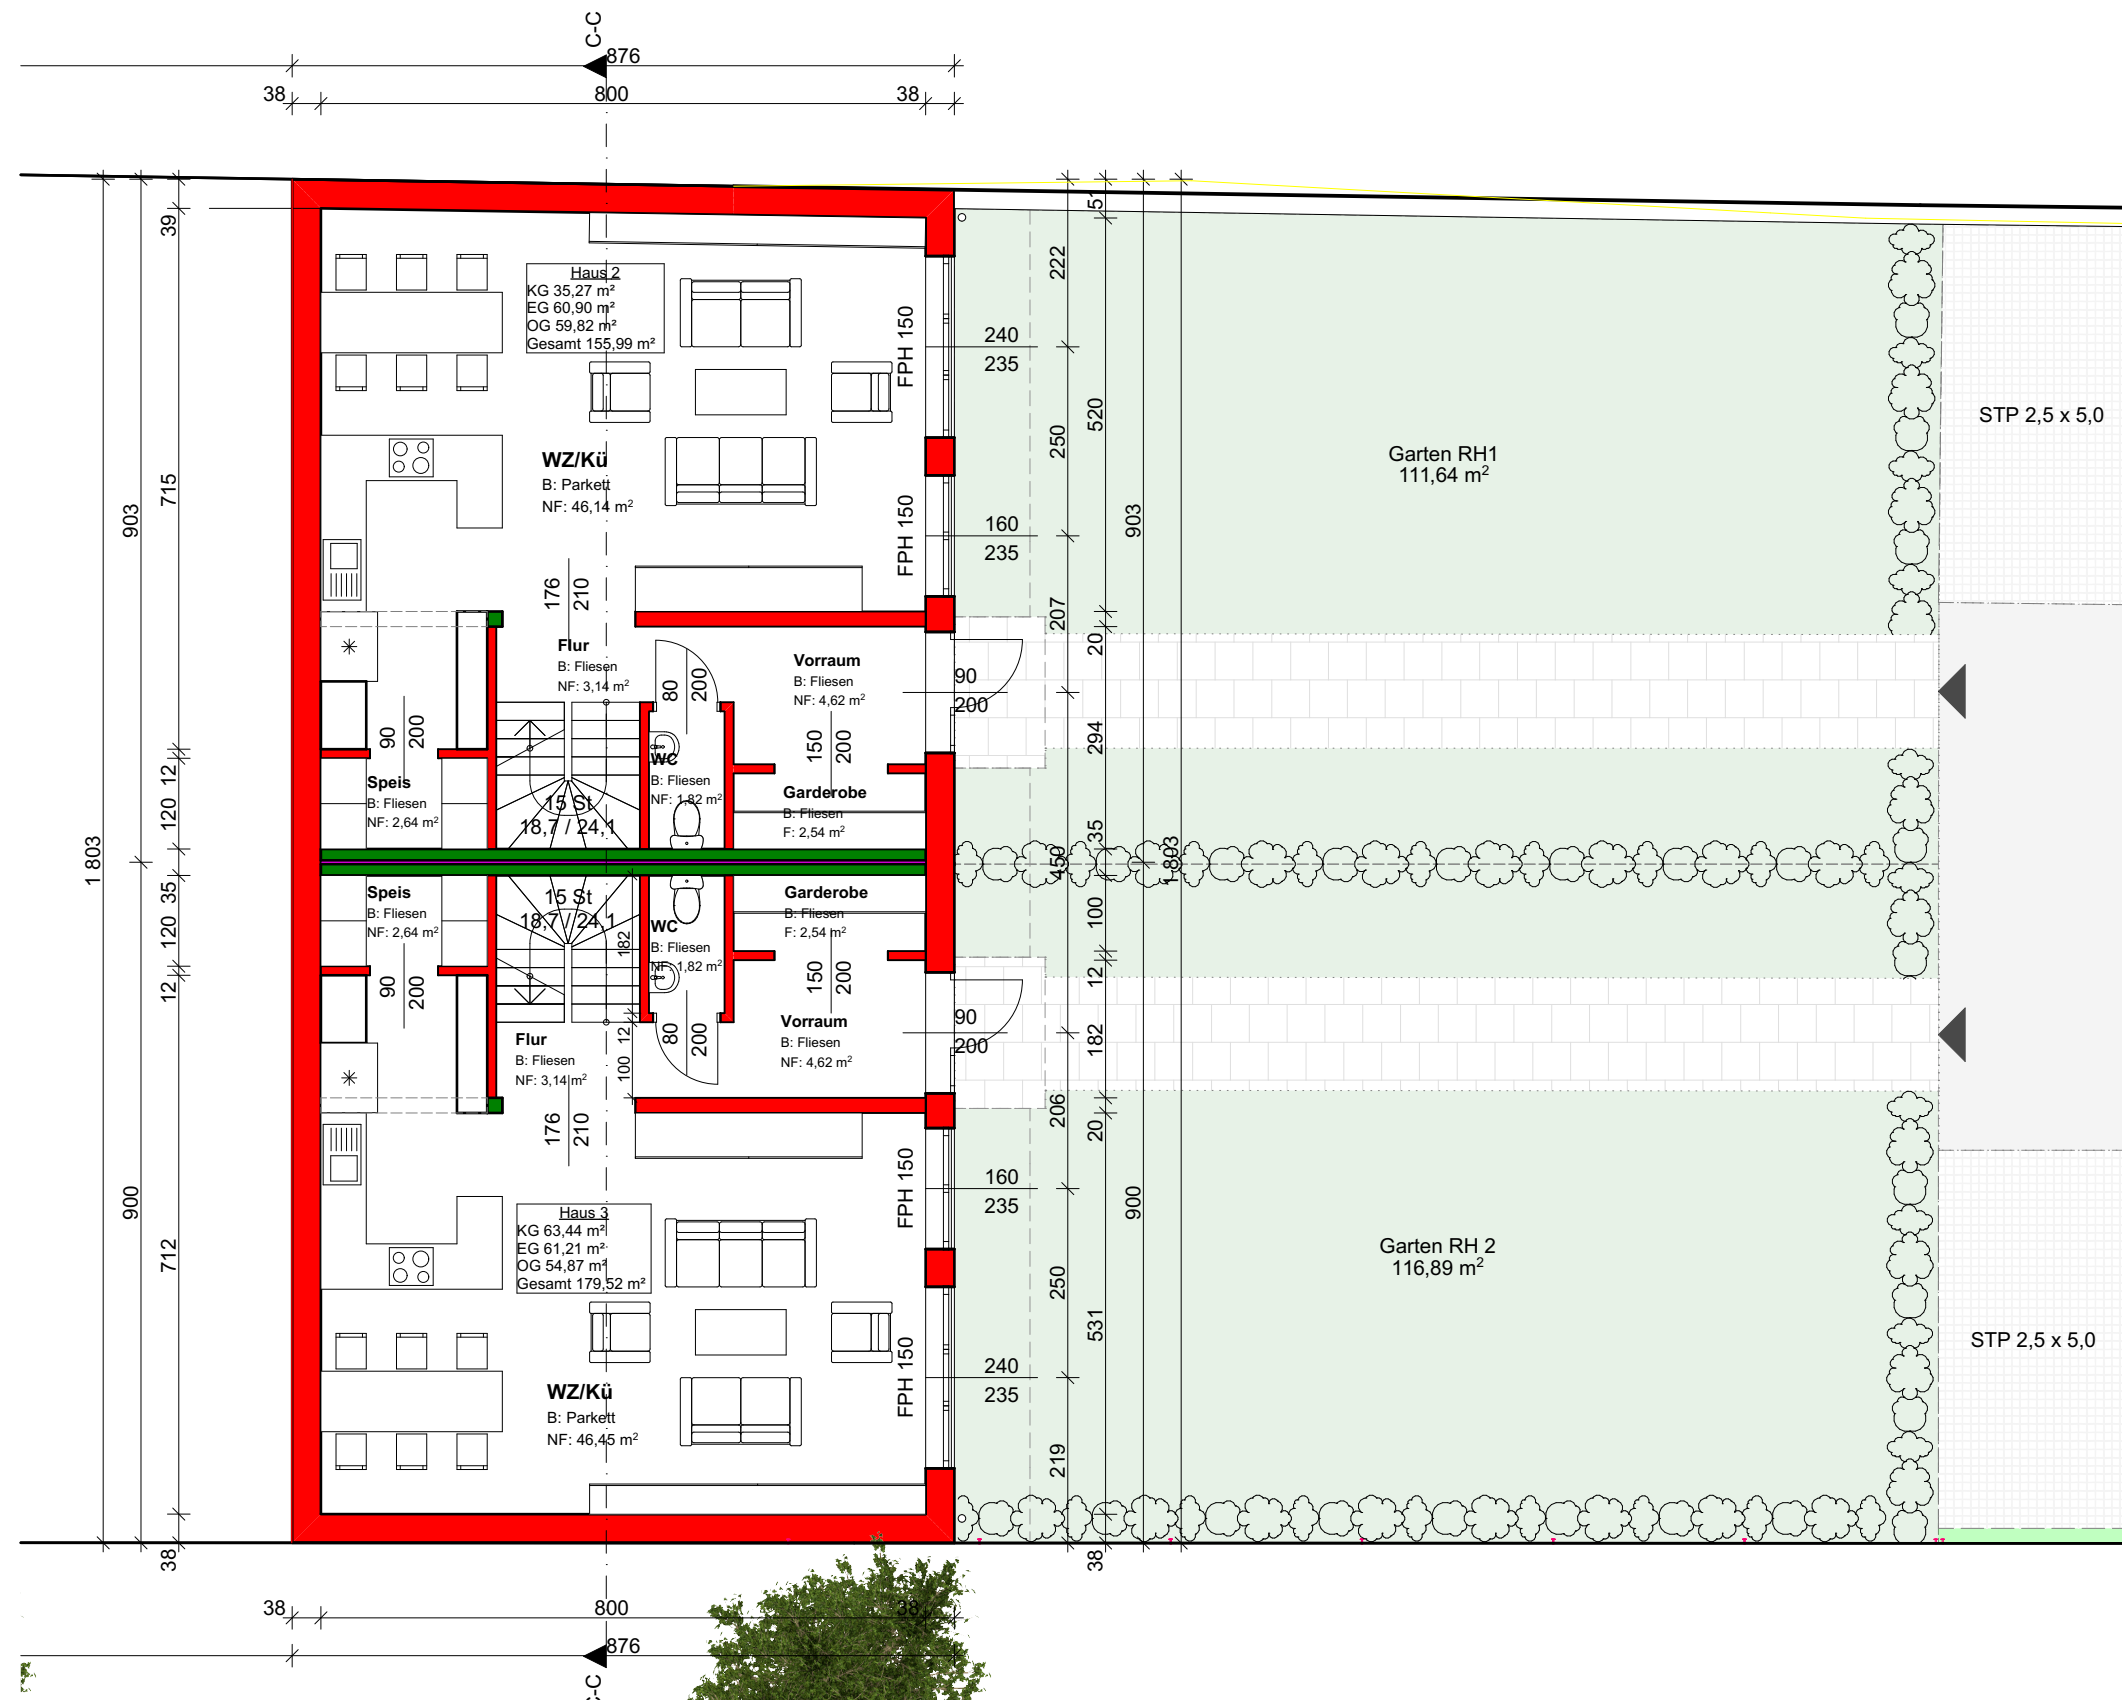 C-C
876
38
800
38
39
5
222
Haus 2
KG 35,27 m²
EG 60,90 m²
OG 59,82 m²
Gesamt 155,99 m²
FPH 150
240
235
520
250
STP 2,5 x 5,0
Garten RH1
111,64 m²
WZ/Kü
B: Parkett
NF: 46,14 m²
715
903
903
FPH 150
160
235
176
210
207
20
Flur
B: Fliesen
NF: 3,14 m²
80
200
Vorraum
B: Fliesen
NF: 4,62 m²
90
200
90
200
150
200
294
WC
B: Fliesen
NF: 1,82 m²
12
Speis
B: Fliesen
NF: 2,64 m²
120
15 St
18,7 / 24,1
Garderobe
B: Fliesen
F: 2,54 m²
35
1 803
450
1 803
35
Speis
B: Fliesen
NF: 2,64 m²
120
15 St
18,7 / 24,1
182
WC
B: Fliesen
NF: 1,82 m²
Garderobe
B: Fliesen
F: 2,54 m²
100
12
90
200
150
200
12
90
200
Flur
B: Fliesen
NF: 3,14 m²
12
100
80
200
Vorraum
B: Fliesen
NF: 4,62 m²
182
206
20
176
210
FPH 150
160
235
900
900
712
Haus 3
KG 63,44 m²
EG 61,21 m²
OG 54,87 m²
Gesamt 179,52 m²
Garten RH 2
116,89 m²
250
531
STP 2,5 x 5,0
FPH 150
240
235
WZ/Kü
B: Parkett
NF: 46,45 m²
219
38
38
38
800
38
876
C-C